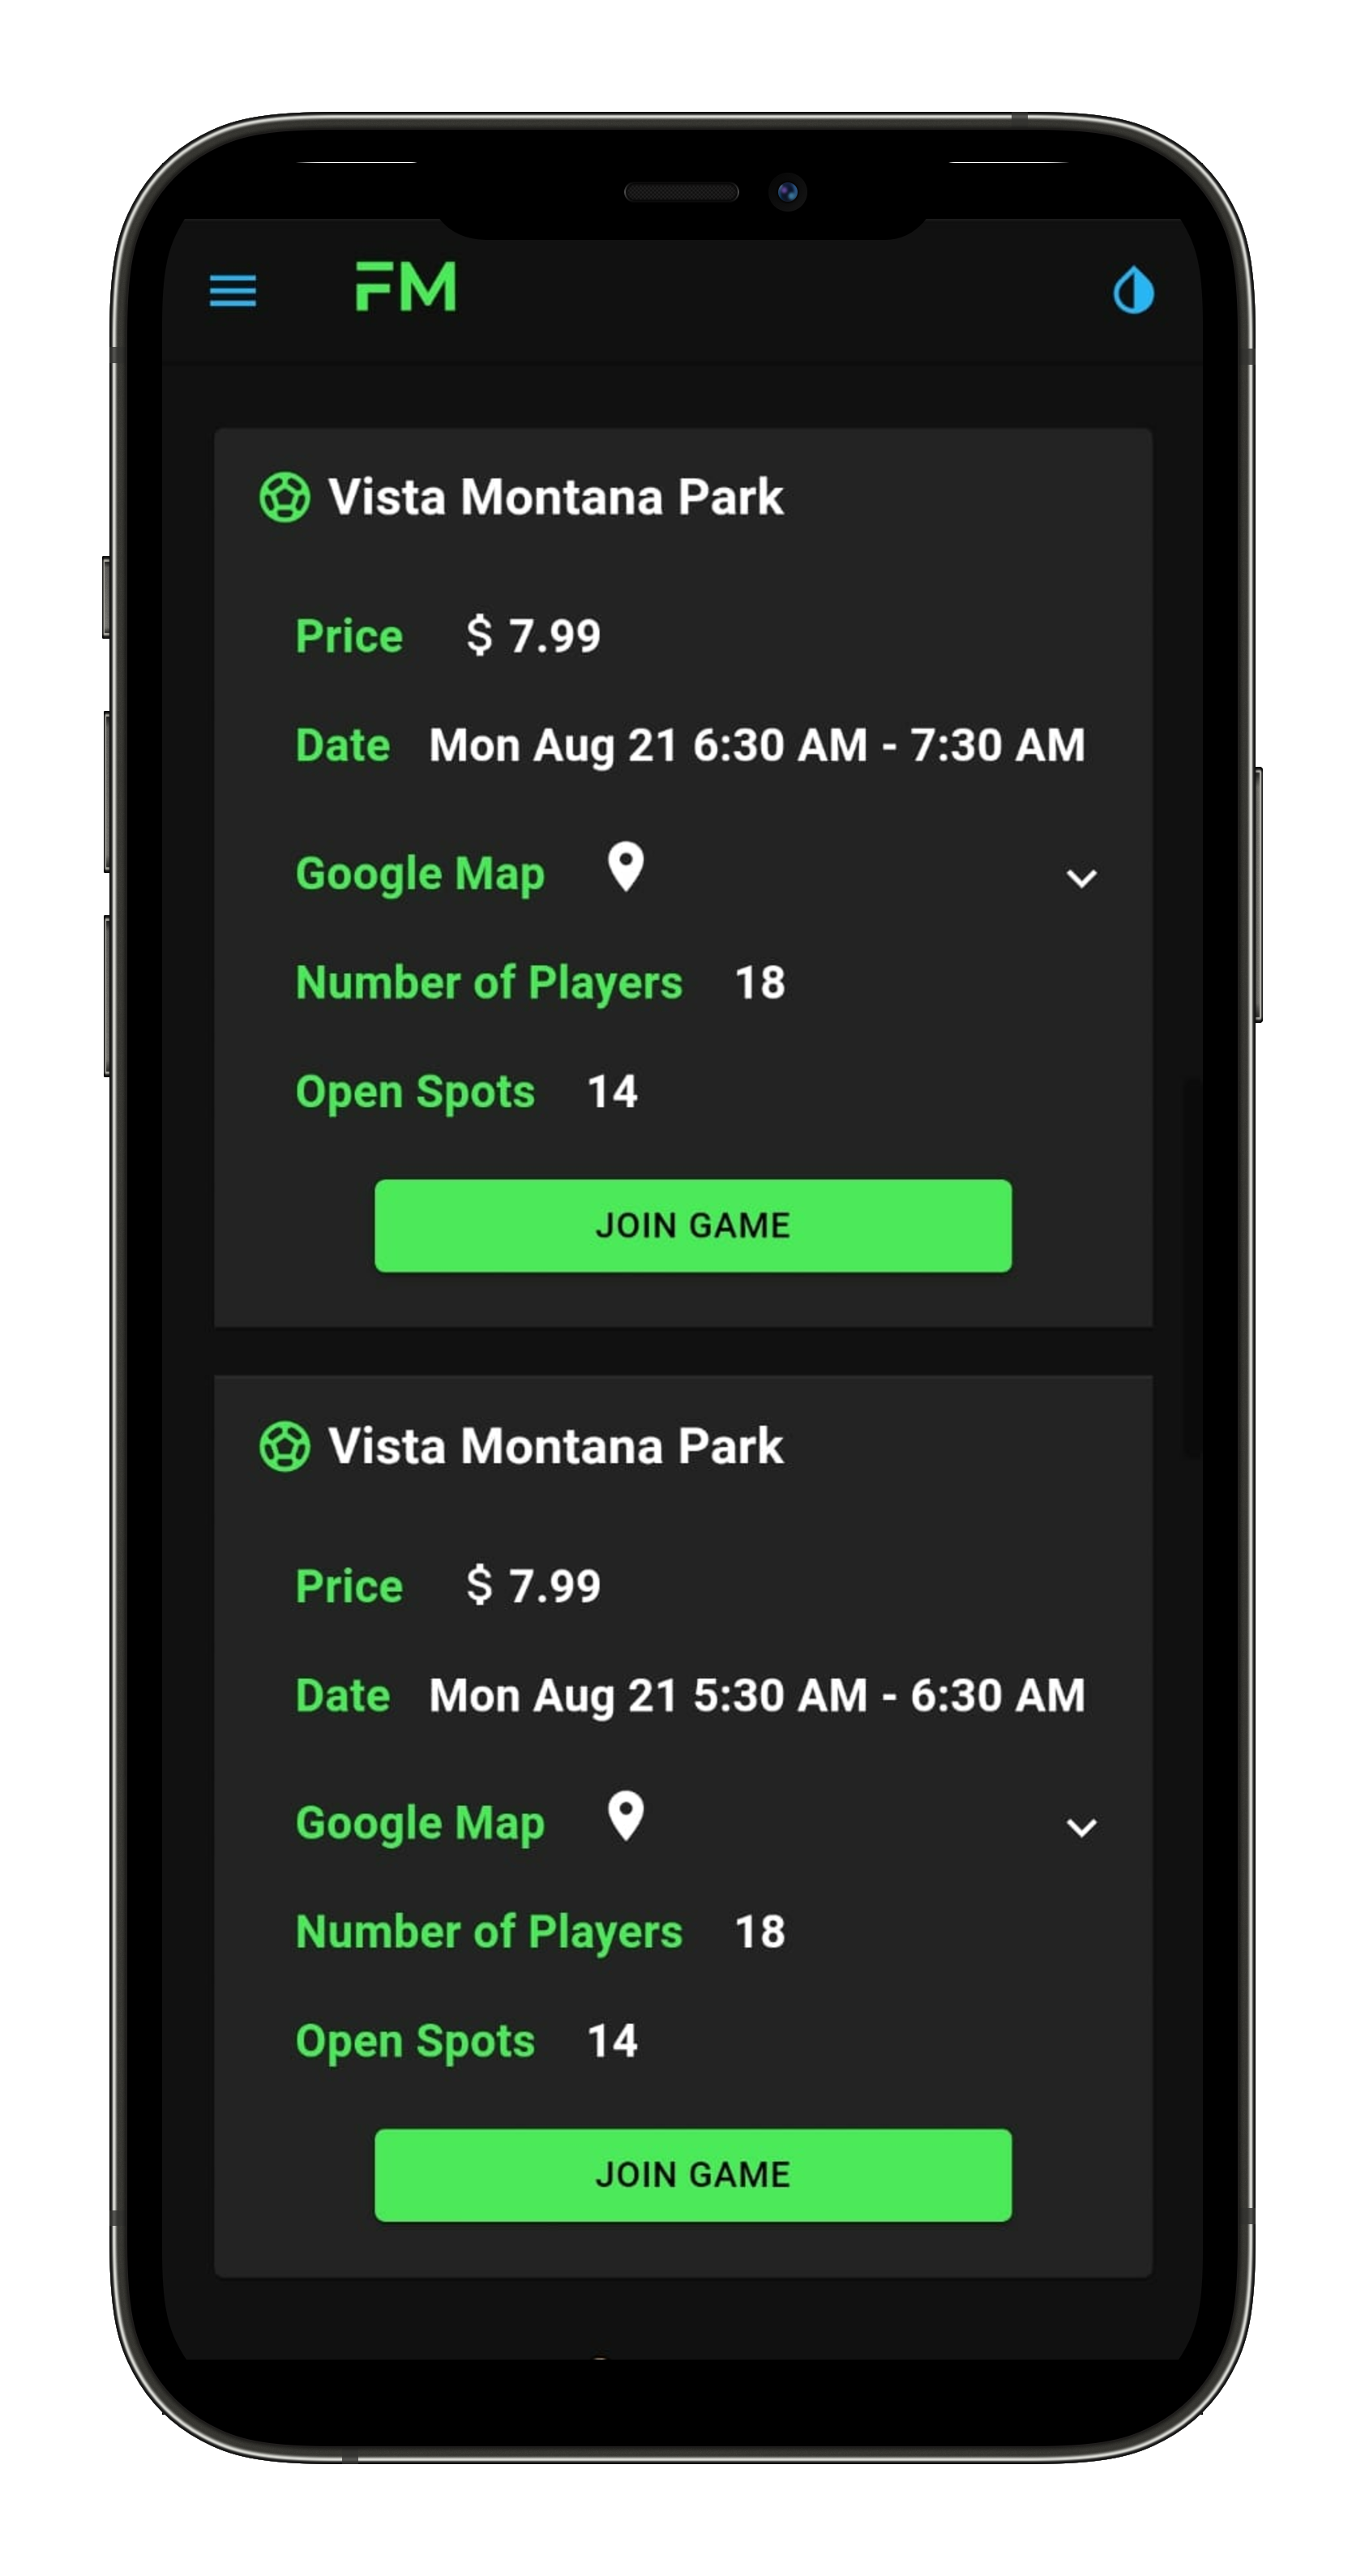 FM
Vista Montana Park
Price $ 7.99
Date Mon Aug 21 6:30 AM - 7:30 AM
Google Map
Number of Players 18
Open Spots 14
JOIN GAME
Vista Montana Park
Price $ 7.99
Date Mon Aug 21 5:30 AM - 6:30 AM
Google Map
Number of Players 18
Open Spots 14
JOIN GAME